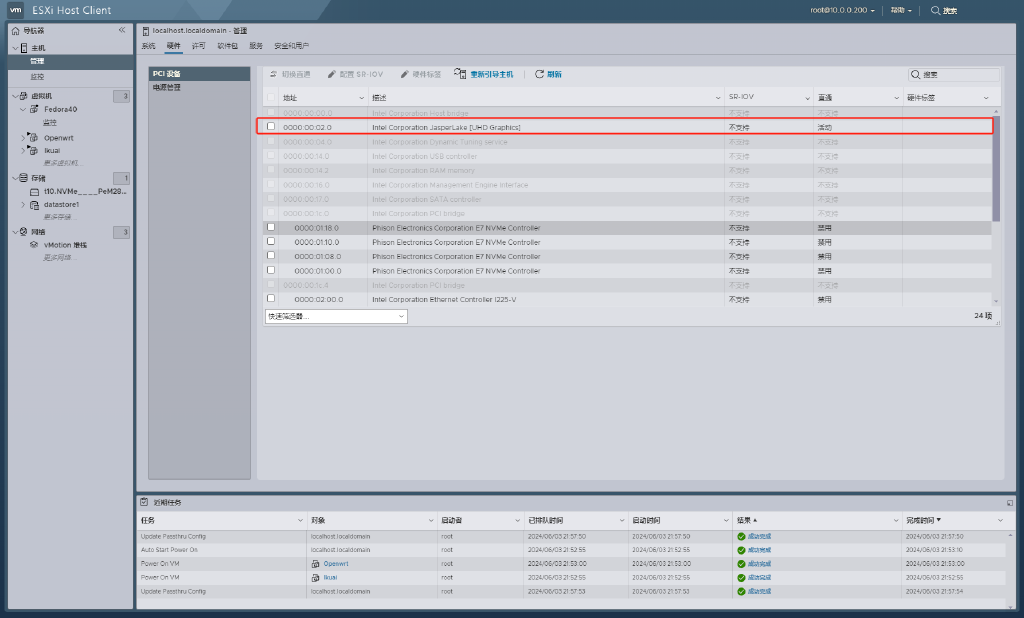 vm ESXi Host Client root@10.0.0.200 帮助 搜索
导航器
主机
管理
监控
虚拟机 3
Fedora40
监控
Openwrt
Ikuai
更多虚拟机...
存储 1
t10.NVMe____PeM28...
datastore1
更多存储...
网络 3
vMotion 堆栈
更多网络...
localhost.localdomain - 管理
系统 硬件 许可 软件包 服务 安全和用户
PCI 设备
电源管理
切换直通 配置 SR-IOV 硬件标签 重新引导主机 刷新 搜索
地址 描述 SR-IOV 直通 硬件标签
0000:00:00.0 Intel Corporation Host bridge 不支持 不支持
0000:00:02.0 Intel Corporation JasperLake [UHD Graphics] 不支持 活动
0000:00:04.0 Intel Corporation Dynamic Tuning service 不支持 不支持
0000:00:14.0 Intel Corporation USB controller 不支持 不支持
0000:00:14.2 Intel Corporation RAM memory 不支持 不支持
0000:00:16.0 Intel Corporation Management Engine Interface 不支持 不支持
0000:00:17.0 Intel Corporation SATA controller 不支持 不支持
0000:00:1c.0 Intel Corporation PCI bridge 不支持 不支持
0000:01:18.0 Phison Electronics Corporation E7 NVMe Controller 不支持 禁用
0000:01:10.0 Phison Electronics Corporation E7 NVMe Controller 不支持 禁用
0000:01:08.0 Phison Electronics Corporation E7 NVMe Controller 不支持 禁用
0000:01:00.0 Phison Electronics Corporation E7 NVMe Controller 不支持 禁用
0000:00:1c.4 Intel Corporation PCI bridge 不支持 不支持
0000:02:00.0 Intel Corporation Ethernet Controller I225-V 不支持 禁用
快速筛选器... 24 项
近期任务
任务 对象 启动者 已排队时间 启动时间 结果 完成时间
Update Passthru Config localhost.localdomain root 2024/06/03 21:57:50 2024/06/03 21:57:50 成功完成 2024/06/03 21:57:50
Auto Start Power On localhost.localdomain root 2024/06/03 21:52:55 2024/06/03 21:52:55 成功完成 2024/06/03 21:53:10
Power On VM Openwrt root 2024/06/03 21:53:00 2024/06/03 21:53:00 成功完成 2024/06/03 21:53:00
Power On VM Ikuai root 2024/06/03 21:52:55 2024/06/03 21:52:55 成功完成 2024/06/03 21:52:55
Update Passthru Config localhost.localdomain root 2024/06/03 21:57:53 2024/06/03 21:57:53 成功完成 2024/06/03 21:57:54